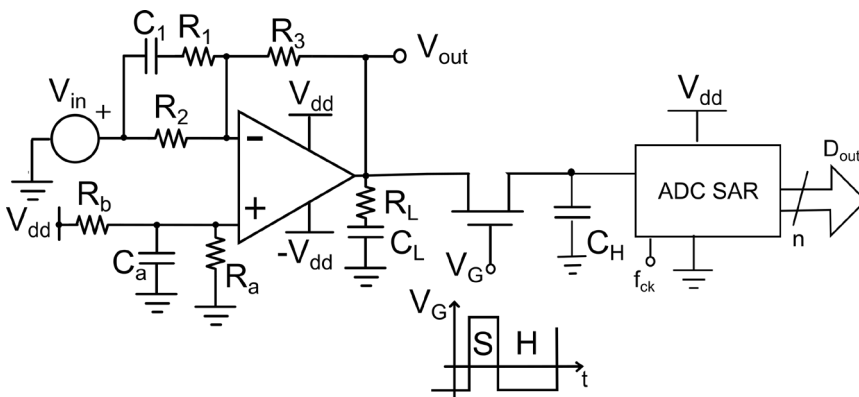 C1 R1 R3 Vout
Vin + R2 Vdd Vdd Dout
-
ADC SAR
Rb + RL
Vdd n
Ca Ra -Vdd CL VG CH fck
VG
S H
t